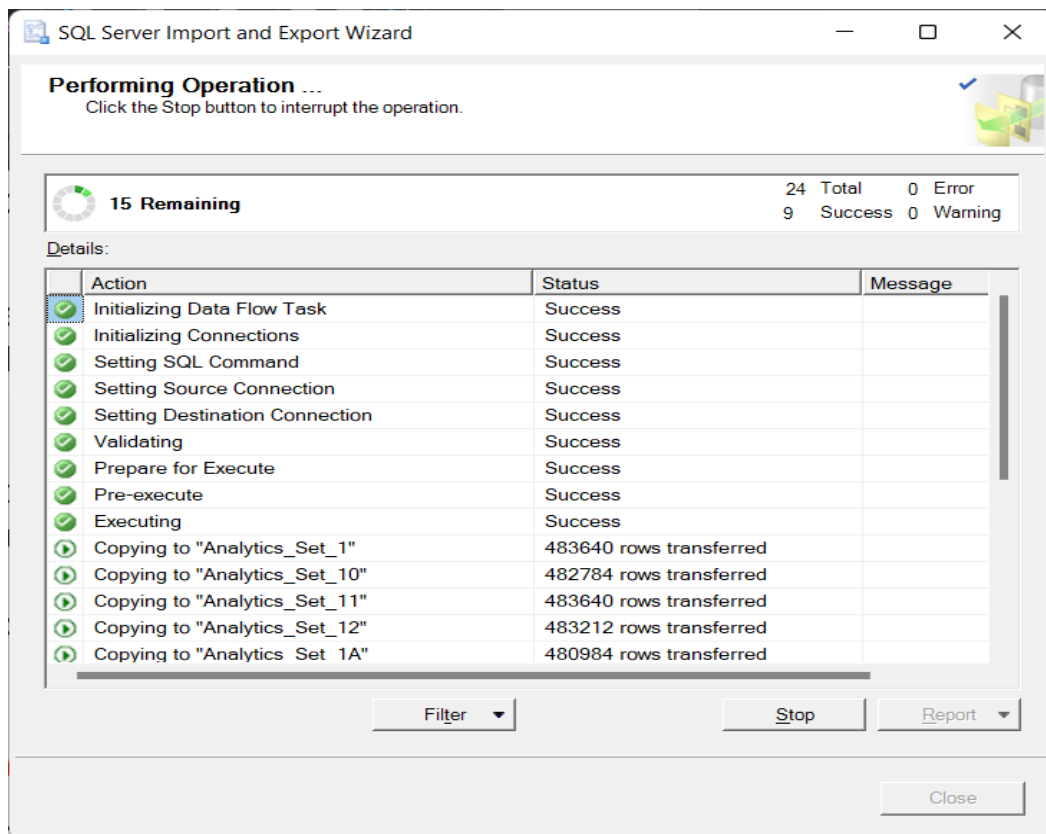 SQL Server Import and Export Wizard
Performing Operation ...
Click the Stop button to interrupt the operation.
15 Remaining
24 Total 0 Error
9 Success 0 Warning
Details:
Action Status Message
Initializing Data Flow Task Success
Initializing Connections Success
Setting SQL Command Success
Setting Source Connection Success
Setting Destination Connection Success
Validating Success
Prepare for Execute Success
Pre-execute Success
Executing Success
Copying to "Analytics_Set_1" 483640 rows transferred
Copying to "Analytics_Set_10" 482784 rows transferred
Copying to "Analytics_Set_11" 483640 rows transferred
Copying to "Analytics_Set_12" 483212 rows transferred
Copying to "Analytics_Set_1A" 480984 rows transferred
Filter Stop Report
Close